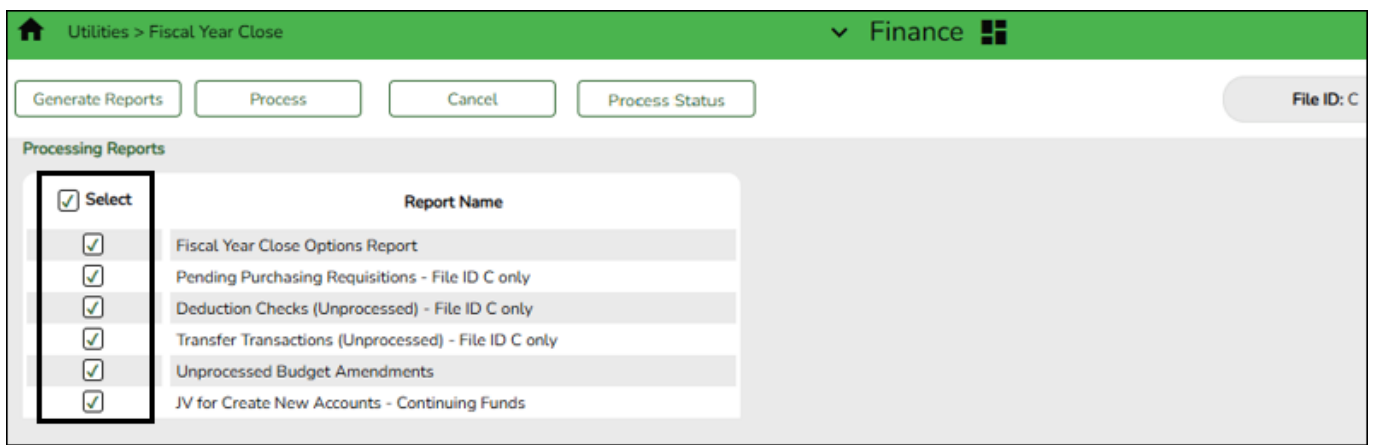 Utilities > Fiscal Year Close
Finance
Generate Reports
Process
Cancel
Process Status
File ID: C
Processing Reports
Select
Report Name
Fiscal Year Close Options Report
Pending Purchasing Requisitions - File ID C only
Deduction Checks (Unprocessed) - File ID C only
Transfer Transactions (Unprocessed) - File ID C only
Unprocessed Budget Amendments
JV for Create New Accounts - Continuing Funds